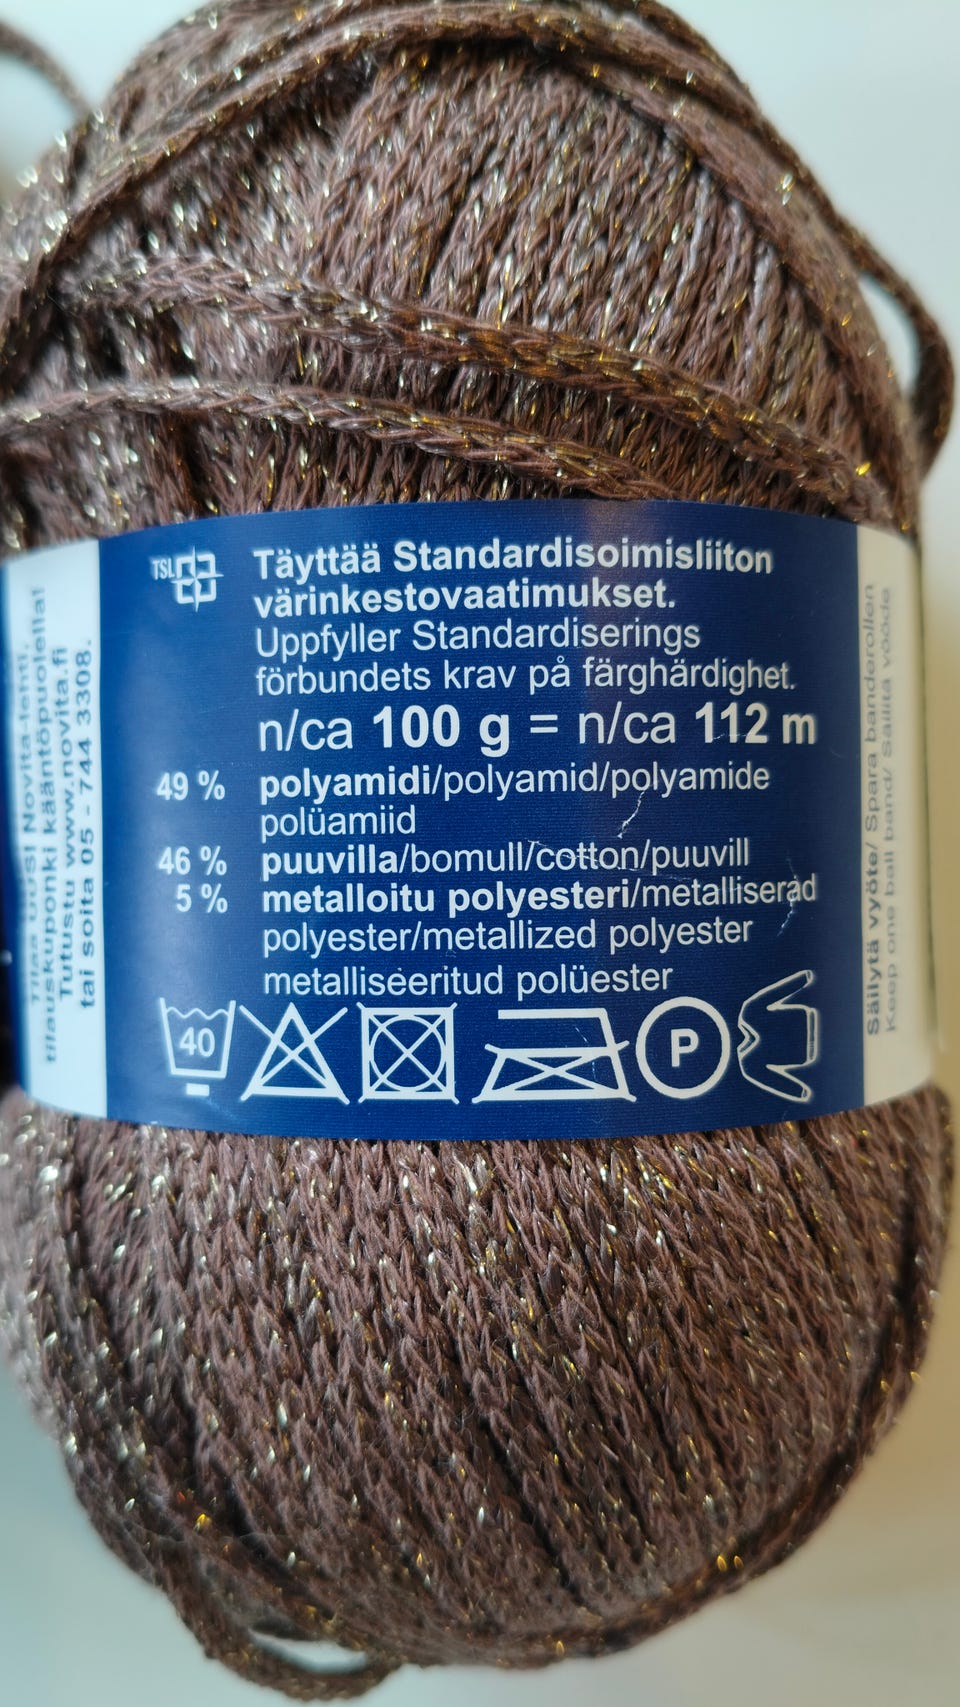 TSL
Täyttää Standardisoimisliiton
värinkestovaatimukset.
Uppfyller Standardiserings
förbundets krav på färghärdighet.
n/ca 100 g = n/ca 112 m
49 % polyamidi/polyamid/polyamide
polüamiid
46 % puuvilla/bomull/cotton/puuvill
5 % metalloitu polyesteri/metalliserad
polyester/metallized polyester
metalliseeritud polüester
40
P
Tilaa UUSI Novita-lehti,
tilauskuponki kääntöpuolella!
Tutustu www.novita.fi
tai soita 05 - 744 3308.
Säilytä vyöte/ Spara banderollen
Keep one ball band/ Säilitä vööde